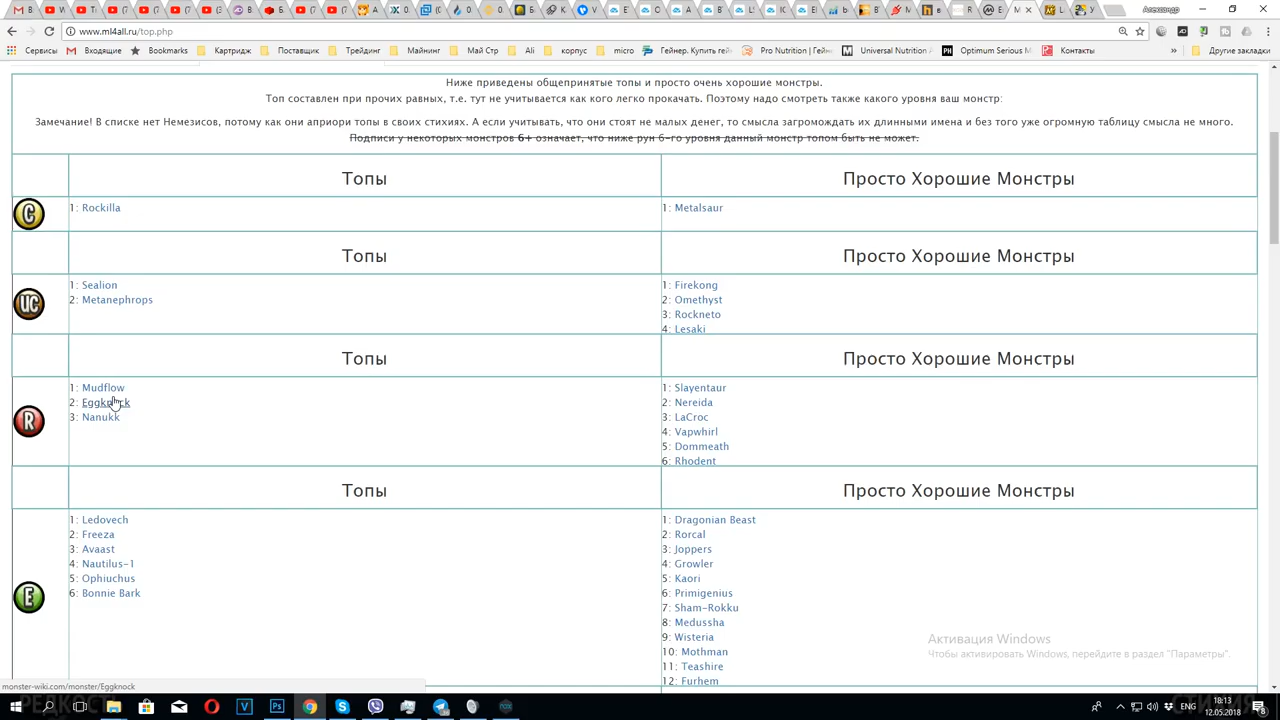 Александр
www.ml4all.ru/top.php
Сервисы
Входящие
Bookmarks
Картридж
Поставщик
Трейдинг
Майнинг
Май Стр
Ali
корпус
micro
Гейнер. Купить гей
Pro Nutrition | Гейн
Universal Nutrition
Optimum Serious M
Контакты
»
Другие закладки
Ниже приведены общепринятые топы и просто очень хорошие монстры.
Топ составлен при прочих равных, т.е. тут не учитывается как кого легко прокачать. Поэтому надо смотреть также какого уровня ваш монстр:
Замечание! В списке нет Немезисов, потому как они априори топы в своих стихиях. А если учитывать, что они стоят не малых денег, то смысла загромождать их длинными имена и без того уже огромную таблицу смысла не много.
Подписи у некоторых монстров 6+ означает, что ниже рун 6-го уровня данный монстр топом быть не может.
Топы
Просто Хорошие Монстры
C
1: Rockilla
1: Metalsaur
Топы
Просто Хорошие Монстры
UC
1: Sealion
2: Metanephrops
1: Firekong
2: Omethyst
3: Rockneto
4: Lesaki
Топы
Просто Хорошие Монстры
R
1: Mudflow
2: Eggknock
3: Nanukk
1: Slayentaur
2: Nereida
3: LaCroc
4: Vapwhirl
5: Dommeath
6: Rhodent
Топы
Просто Хорошие Монстры
E
1: Ledovech
2: Freeza
3: Avaast
4: Nautilus-1
5: Ophiuchus
6: Bonnie Bark
1: Dragonian Beast
2: Rorcal
3: Joppers
4: Growler
5: Kaori
6: Primigenius
7: Sham-Rokku
8: Medussha
9: Wisteria
10: Mothman
11: Teashire
12: Furhem
Активация Windows
Чтобы активировать Windows, перейдите в раздел "Параметры".
monster-wiki.com/monster/Eggknock
РЕДКОСТЬ
ENG
18:13
12.05.2018